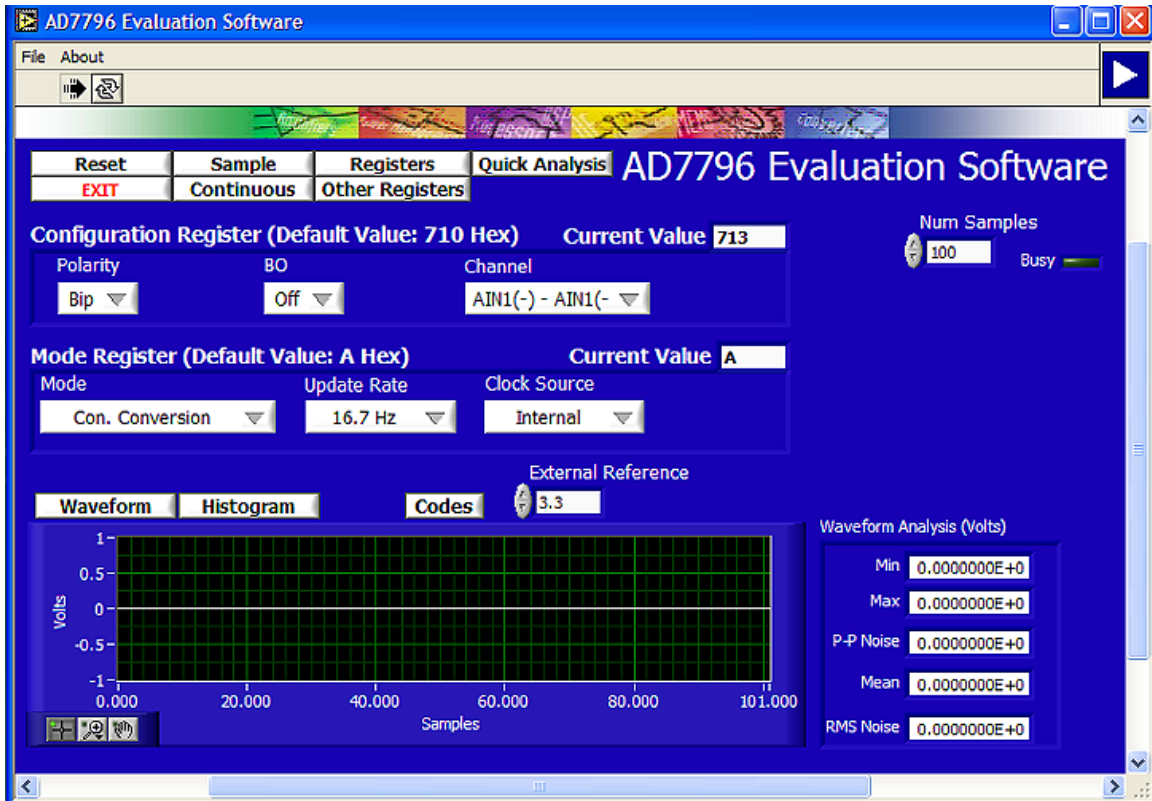 AD7796 Evaluation Software
File About
Reset Sample Registers Quick Analysis AD7796 Evaluation Software
EXIT Continuous Other Registers
Num Samples
100
Busy
Configuration Register (Default Value: 710 Hex) Current Value 713
Polarity BO Channel
Bip Off AIN1(-) - AIN1(-
Mode Register (Default Value: A Hex) Current Value A
Mode Update Rate Clock Source
Con. Conversion 16.7 Hz Internal
External Reference
Waveform Histogram Codes 3.3
Volts
1
0.5
0
-0.5
-1
0.000 20.000 40.000 60.000 80.000 101.000
Samples
Waveform Analysis (Volts)
Min 0.0000000E+0
Max 0.0000000E+0
P-P Noise 0.0000000E+0
Mean 0.0000000E+0
RMS Noise 0.0000000E+0